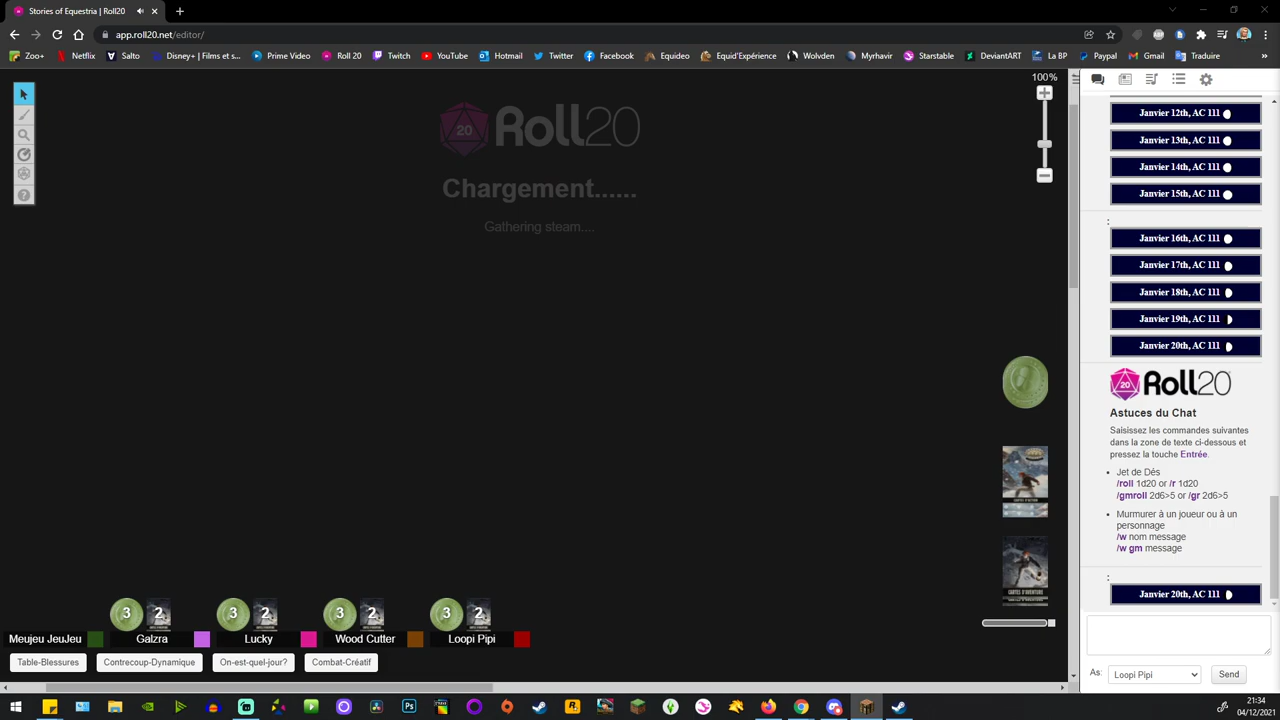 Stories of Equestria | Roll20
app.roll20.net/editor/
Zoo+
Netflix
Salto
Disney+ | Films et s...
Prime Video
Roll 20
Twitch
YouTube
Hotmail
Twitter
Facebook
Equideo
Equid'Expérience
Wolvden
Myrhavir
Starstable
DeviantART
La BP
Paypal
Gmail
Traduire
»
100%
20 Roll20
Chargement......
Gathering steam....
Janvier 12th, AC 111
Janvier 13th, AC 111
Janvier 14th, AC 111
Janvier 15th, AC 111
:
Janvier 16th, AC 111
Janvier 17th, AC 111
Janvier 18th, AC 111
Janvier 19th, AC 111
Janvier 20th, AC 111
20 Roll20
Astuces du Chat
Saisissez les commandes suivantes
dans la zone de texte ci-dessous et
pressez la touche Entrée.
• Jet de Dés
/roll 1d20 or /r 1d20
/gmroll 2d6>5 or /gr 2d6>5
• Murmurer à un joueur ou à un
personnage
/w nom message
/w gm message
:
Janvier 20th, AC 111
CARTES D'AVENTURE
3 2 3 2 3 2 3 2
Meujeu JeuJeu
Galzra
Lucky
Wood Cutter
Loopi Pipi
Table-Blessures
Contrecoup-Dynamique
On-est-quel-jour?
Combat-Créatif
As:
Loopi Pipi
Send
21:34
04/12/2021